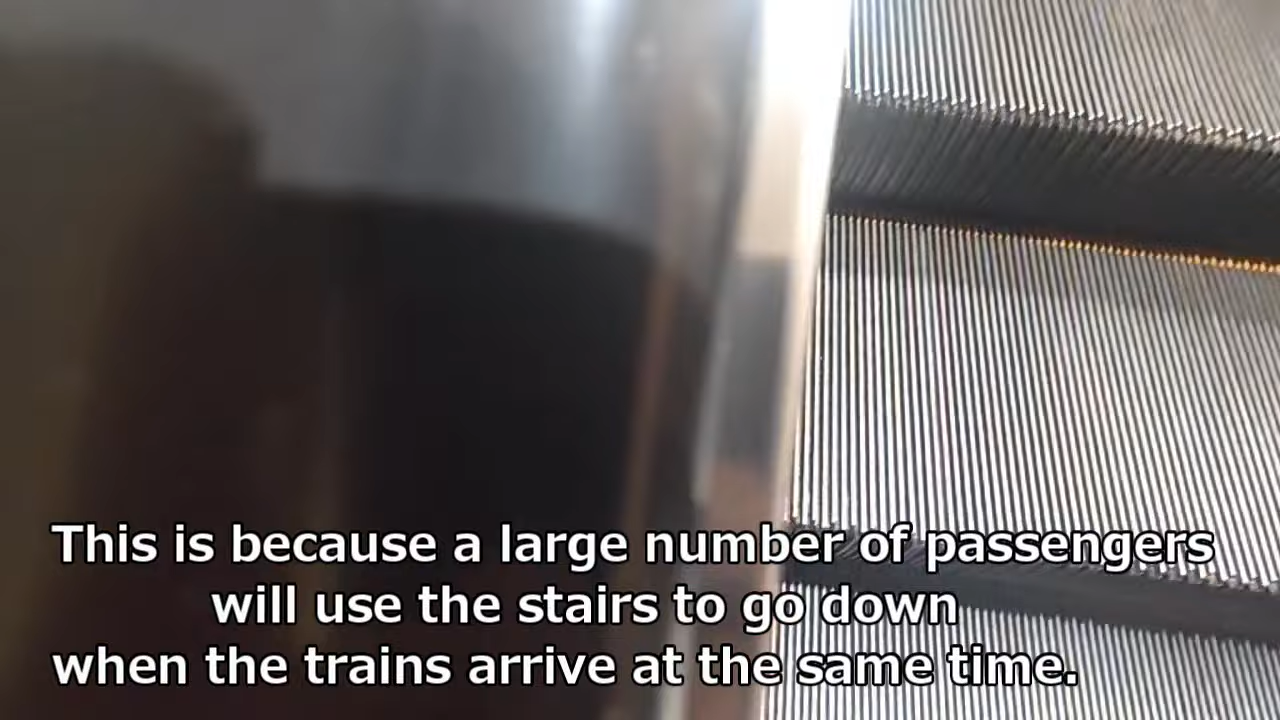 This is because a large number of passengers
will use the stairs to go down
when the trains arrive at the same time.